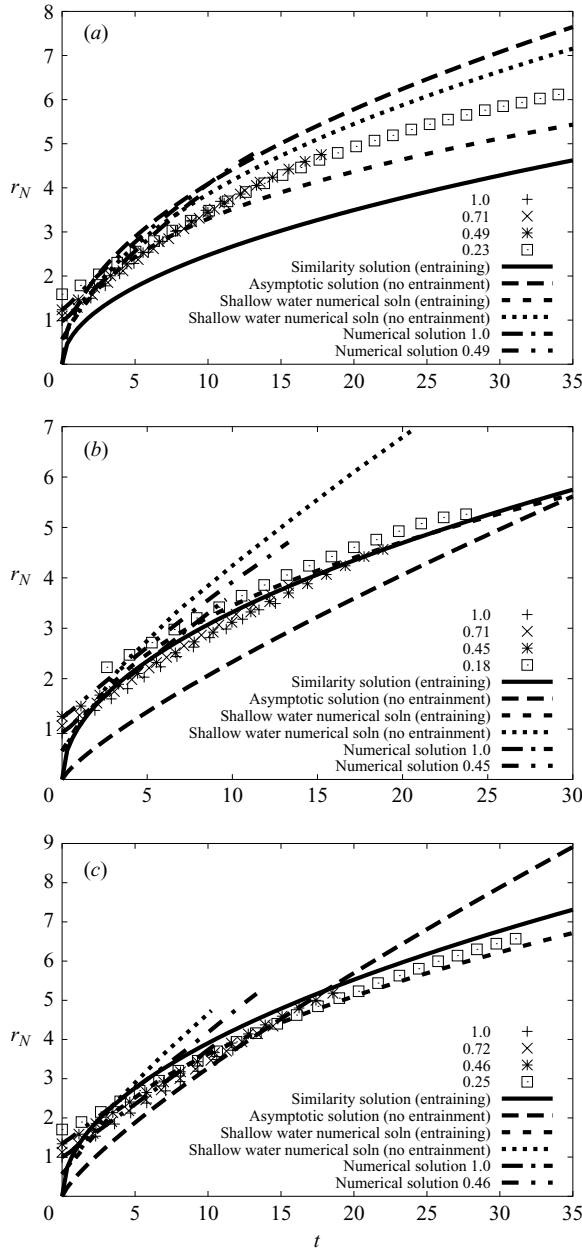 8
(a)
7
6
5
r_N
4
1.0
3
0.71
0.49
0.23
2
Similarity solution (entraining)
Asymptotic solution (no entrainment)
1
Shallow water numerical soln (entraining)
Shallow water numerical soln (no entrainment)
Numerical solution 1.0
Numerical solution 0.49
0 5 10 15 20 25 30 35
7
(b)
6
5
r_N
4
1.0
3
0.71
0.45
0.18
2
Similarity solution (entraining)
Asymptotic solution (no entrainment)
Shallow water numerical soln (entraining)
1
Shallow water numerical soln (no entrainment)
Numerical solution 1.0
Numerical solution 0.45
0 5 10 15 20 25 30
9
(c)
8
7
6
5
r_N
4
1.0
0.72
3
0.46
0.25
Similarity solution (entraining)
2
Asymptotic solution (no entrainment)
Shallow water numerical soln (entraining)
1
Shallow water numerical soln (no entrainment)
Numerical solution 1.0
Numerical solution 0.46
0 5 10 15 20 25 30 35
t